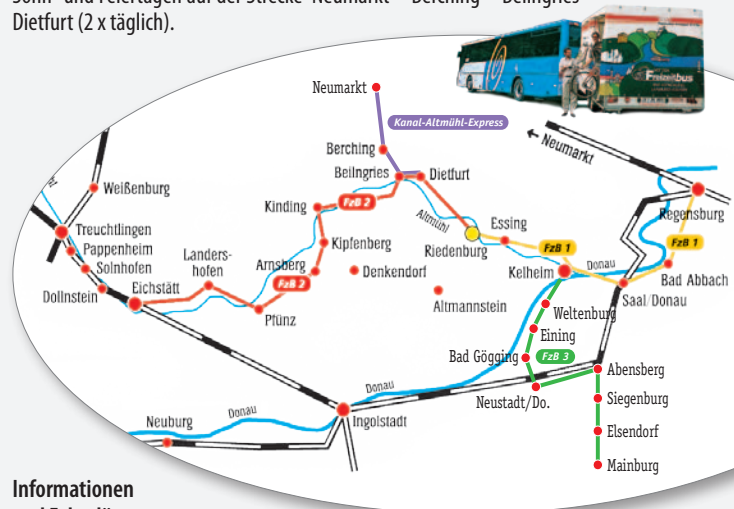 Dietfurt (2 x täglich).
Freizeitbus
Neumarkt
Kanal-Altmühl-Express
← Neumarkt
Berching
Beilngries
Dietfurt
Weißenburg
Kinding
FzB 2
Altmühl
Essing
Regensburg
Treuchtlingen
Pappenheim
Solnhofen
Landers-
hofen
Arnsberg
Kipfenberg
Riedenburg
FzB 1
FzB 1
Denkendorf
Kelheim
Donau
Bad Abbach
Dollnstein
Eichstätt
FzB 2
Altmannstein
Saal/Donau
Pfünz
Weltenburg
Eining
Bad Gögging
FzB 3
Abensberg
Donau
Neustadt/Do.
Siegenburg
Neuburg
Donau
Ingolstadt
Elsendorf
Mainburg
Informationen